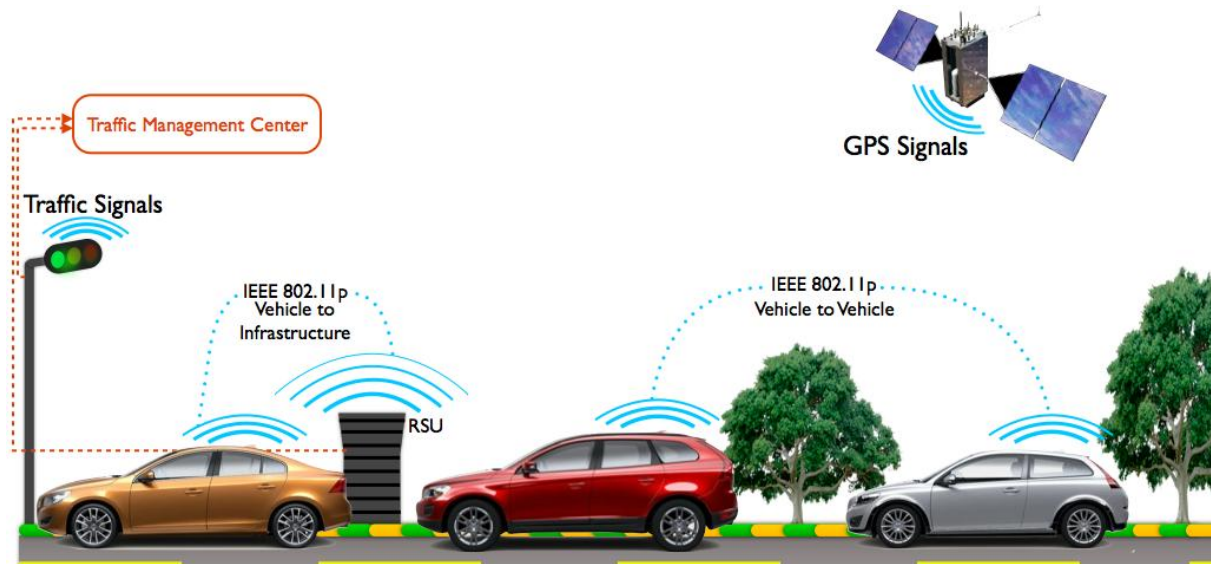 Traffic Management Center
GPS Signals
Traffic Signals
IEEE 802.11p
Vehicle to
Infrastructure
IEEE 802.11p
Vehicle to Vehicle
RSU